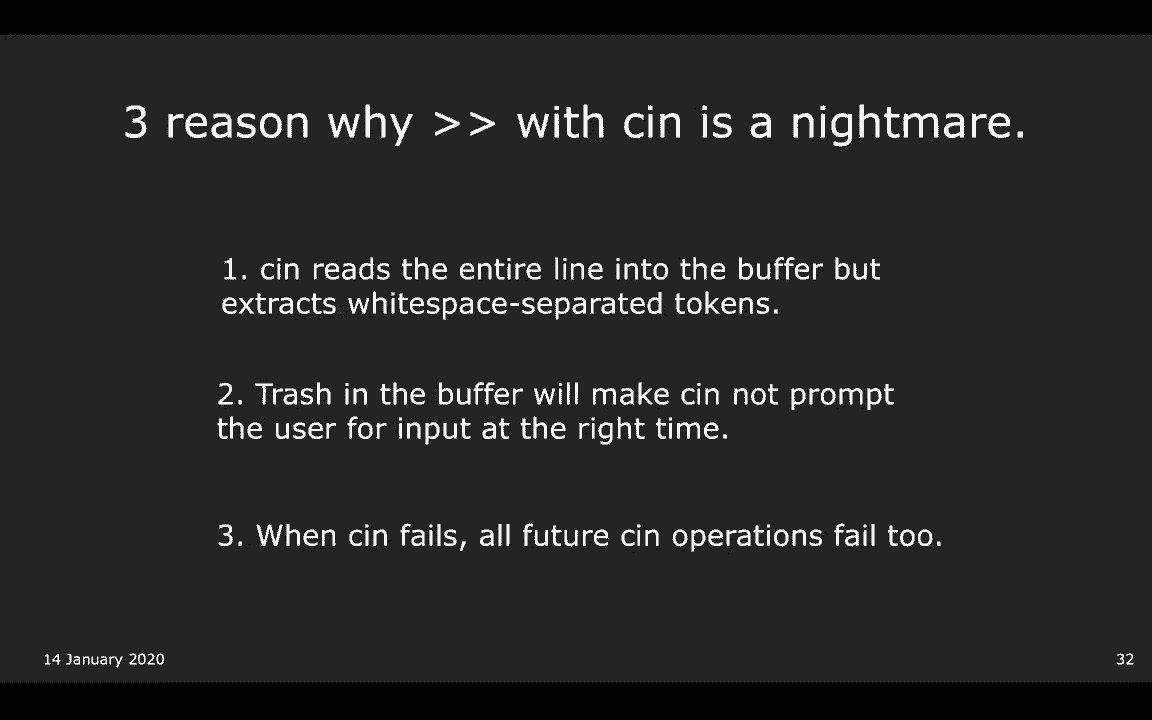 3 reason why >> with cin is a nightmare.
1. cin reads the entire line into the buffer but
extracts whitespace-separated tokens.
2. Trash in the buffer will make cin not prompt
the user for input at the right time.
3. When cin fails, all future cin operations fail too.
14 January 2020
32